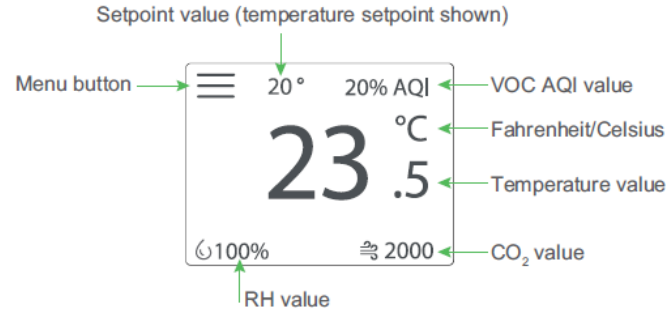 Setpoint value (temperature setpoint shown)
Menu button
20° 20% AQI
VOC AQI value
°C
Fahrenheit/Celsius
23.5
Temperature value
100% 2000
CO₂ value
RH value